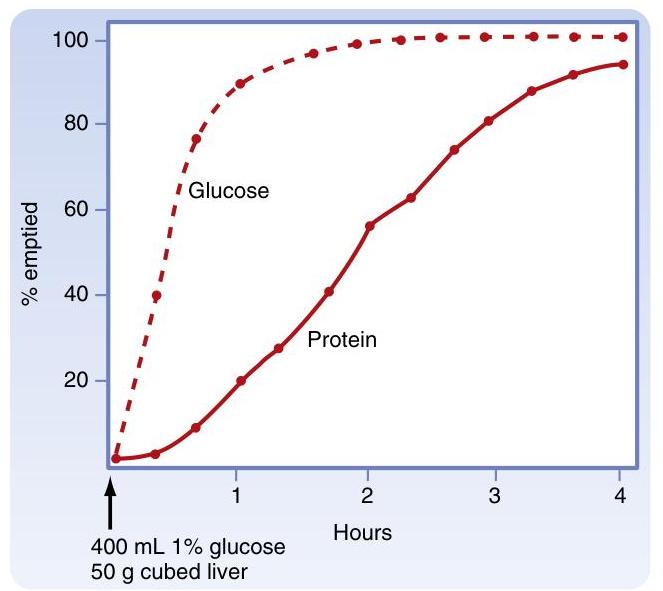 100
80
60
40
20
% emptied
Glucose
Protein
1 2 3 4
Hours
400 mL 1% glucose
50 g cubed liver